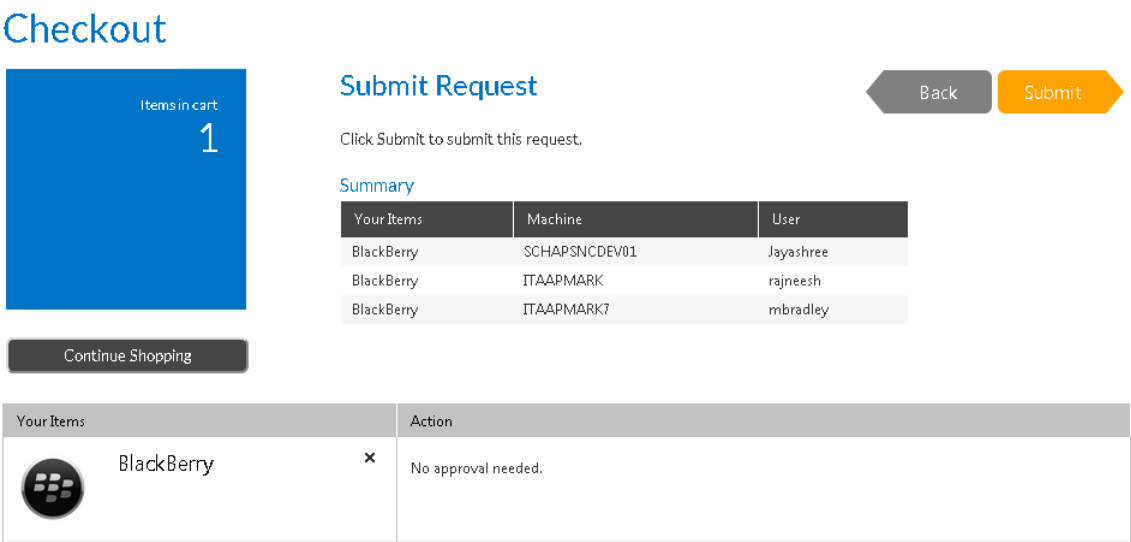 Checkout
Items in cart
1
Continue Shopping
Submit Request
Back
Submit
Click Submit to submit this request.
Summary
Your Items Machine User
BlackBerry SCHAPSNCDEV01 Jayashree
BlackBerry ITAAPMARK rajneesh
BlackBerry ITAAPMARK7 mbradley
Your Items Action
BlackBerry × No approval needed.